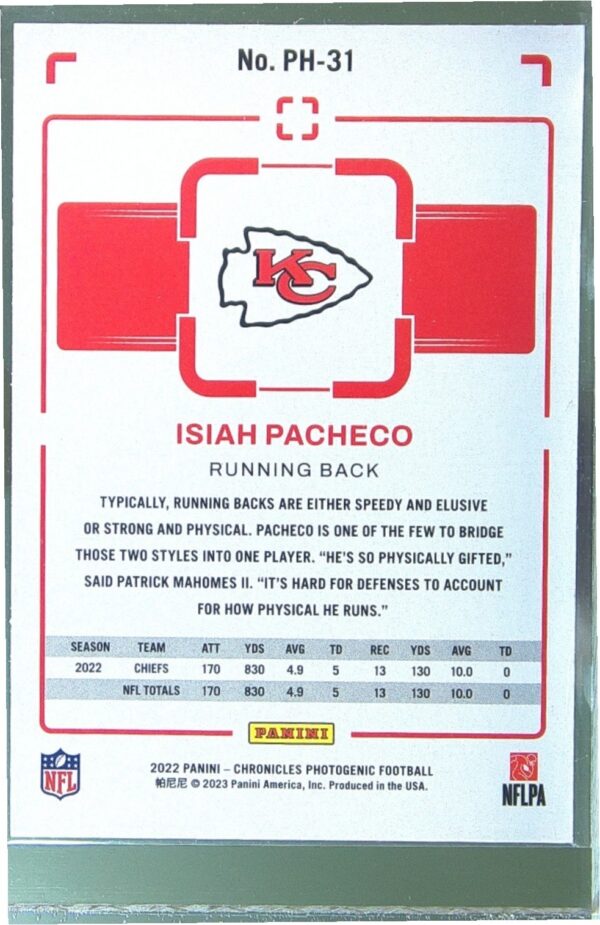 No. PH-31
KC
ISIAH PACHECO
RUNNING BACK
TYPICALLY, RUNNING BACKS ARE EITHER SPEEDY AND ELUSIVE
OR STRONG AND PHYSICAL. PACHECO IS ONE OF THE FEW TO BRIDGE
THOSE TWO STYLES INTO ONE PLAYER. “HE'S SO PHYSICALLY GIFTED,”
SAID PATRICK MAHOMES II. “IT'S HARD FOR DEFENSES TO ACCOUNT
FOR HOW PHYSICAL HE RUNS.”
SEASON TEAM ATT YDS AVG TD REC YDS AVG TD
2022 CHIEFS 170 830 4.9 5 13 130 10.0 0
NFL TOTALS 170 830 4.9 5 13 130 10.0 0
PANINI
NFL
2022 PANINI – CHRONICLES PHOTOGENIC FOOTBALL
帕尼尼 © 2023 Panini America, Inc. Produced in the USA.
NFLPA